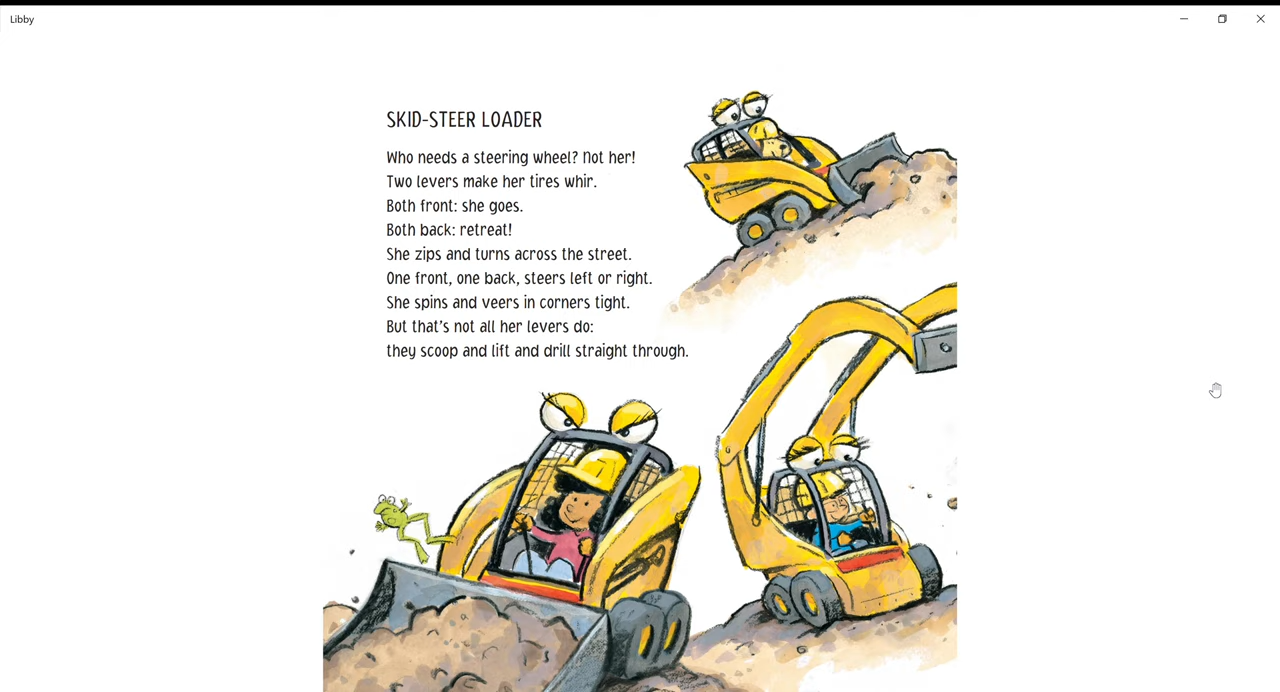 Libby
SKID-STEER LOADER
Who needs a steering wheel? Not her!
Two levers make her tires whir.
Both front: she goes.
Both back: retreat!
She zips and turns across the street.
One front, one back, steers left or right.
She spins and veers in corners tight.
But that's not all her levers do:
they scoop and lift and drill straight through.